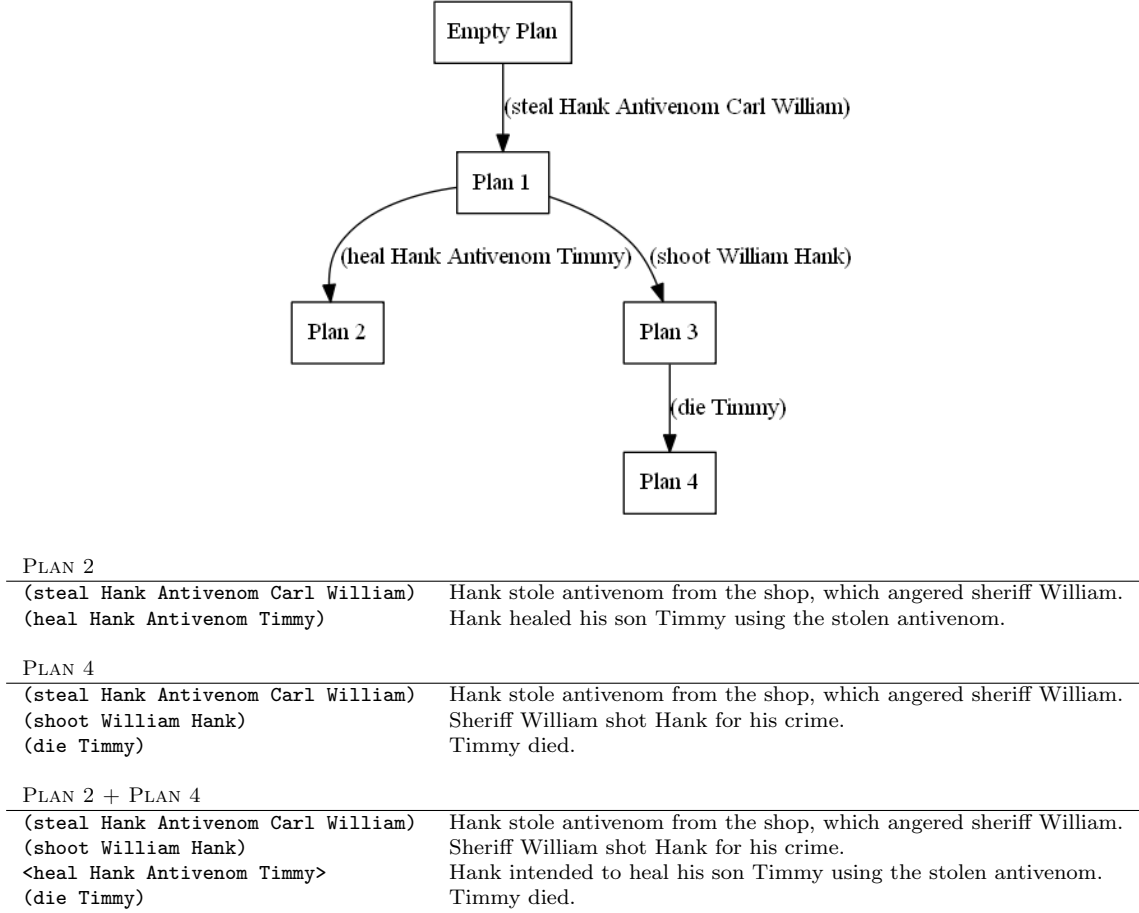 Empty Plan
(steal Hank Antivenom Carl William)
Plan 1
(heal Hank Antivenom Timmy) (shoot William Hank)
Plan 2 Plan 3
(die Timmy)
Plan 4
PLAN 2
(steal Hank Antivenom Carl William) Hank stole antivenom from the shop, which angered sheriff William.
(heal Hank Antivenom Timmy) Hank healed his son Timmy using the stolen antivenom.
PLAN 4
(steal Hank Antivenom Carl William) Hank stole antivenom from the shop, which angered sheriff William.
(shoot William Hank) Sheriff William shot Hank for his crime.
(die Timmy) Timmy died.
PLAN 2 + PLAN 4
(steal Hank Antivenom Carl William) Hank stole antivenom from the shop, which angered sheriff William.
(shoot William Hank) Sheriff William shot Hank for his crime.
<heal Hank Antivenom Timmy> Hank intended to heal his son Timmy using the stolen antivenom.
(die Timmy) Timmy died.